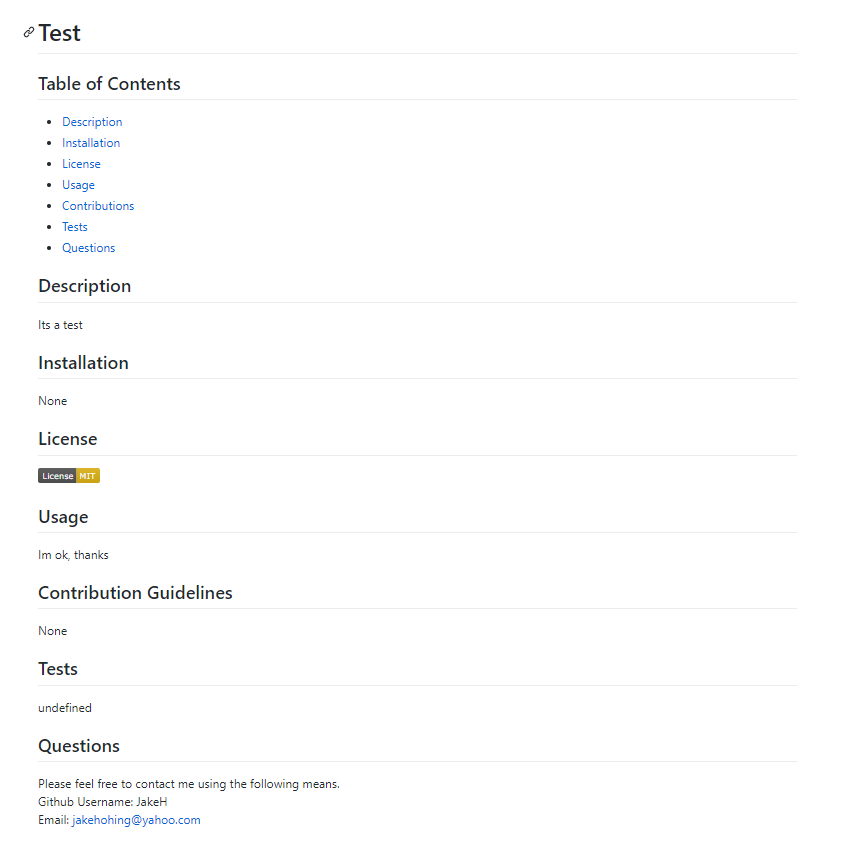 Test
Table of Contents
Description
Installation
License
Usage
Contributions
Tests
Questions
Description
Its a test
Installation
None
License
License MIT
Usage
Im ok, thanks
Contribution Guidelines
None
Tests
undefined
Questions
Please feel free to contact me using the following means.
Github Username: JakeH
Email: jakehohing@yahoo.com